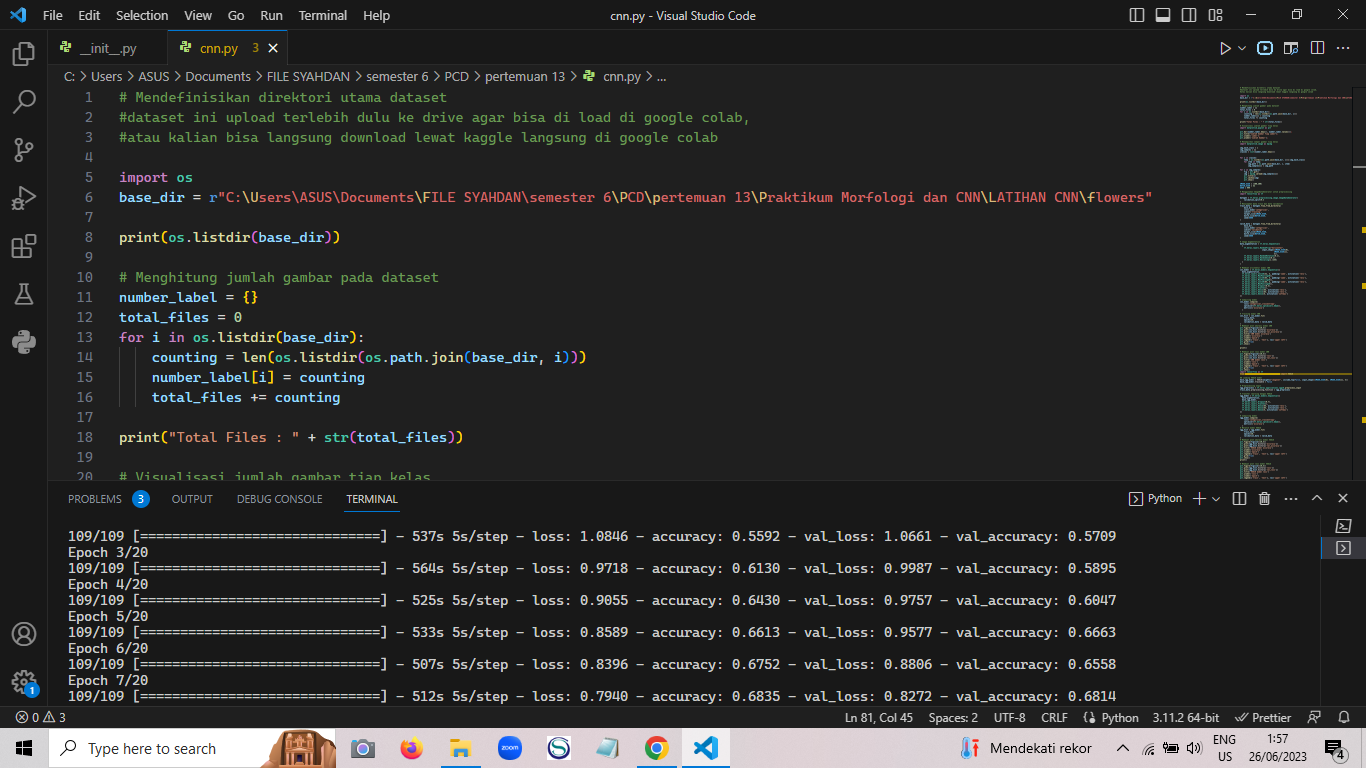 File Edit Selection View Go Run Terminal Help cnn.py - Visual Studio Code
__init__.py cnn.py 3
C: > Users > ASUS > Documents > FILE SYAHDAN > semester 6 > PCD > pertemuan 13 > cnn.py > ...
1 # Mendefinisikan direktori utama dataset
2 #dataset ini upload terlebih dulu ke drive agar bisa di load di google colab,
3 #atau kalian bisa langsung download lewat kaggle langsung di google colab
4
5 import os
6 base_dir = r"C:\Users\ASUS\Documents\FILE SYAHDAN\semester 6\PCD\pertemuan 13\Praktikum Morfologi dan CNN\LATIHAN CNN\flowers"
7
8 print(os.listdir(base_dir))
9
10 # Menghitung jumlah gambar pada dataset
11 number_label = {}
12 total_files = 0
13 for i in os.listdir(base_dir):
14 counting = len(os.listdir(os.path.join(base_dir, i)))
15 number_label[i] = counting
16 total_files += counting
17
18 print("Total Files : " + str(total_files))
19
20 # Visualisasi jumlah gambar tiap kelas
PROBLEMS 3 OUTPUT DEBUG CONSOLE TERMINAL Python
109/109 [==============================] - 537s 5s/step - loss: 1.0846 - accuracy: 0.5592 - val_loss: 1.0661 - val_accuracy: 0.5709
Epoch 3/20
109/109 [==============================] - 564s 5s/step - loss: 0.9718 - accuracy: 0.6130 - val_loss: 0.9987 - val_accuracy: 0.5895
Epoch 4/20
109/109 [==============================] - 525s 5s/step - loss: 0.9055 - accuracy: 0.6430 - val_loss: 0.9757 - val_accuracy: 0.6047
Epoch 5/20
109/109 [==============================] - 533s 5s/step - loss: 0.8589 - accuracy: 0.6613 - val_loss: 0.9577 - val_accuracy: 0.6663
Epoch 6/20
109/109 [==============================] - 507s 5s/step - loss: 0.8396 - accuracy: 0.6752 - val_loss: 0.8806 - val_accuracy: 0.6558
Epoch 7/20
109/109 [==============================] - 512s 5s/step - loss: 0.7940 - accuracy: 0.6835 - val_loss: 0.8272 - val_accuracy: 0.6814
1
0 3 Ln 81, Col 45 Spaces: 2 UTF-8 CRLF Python 3.11.2 64-bit Prettier
Type here to search zoom Mendekati rekor ENG US 1:57 26/06/2023 4